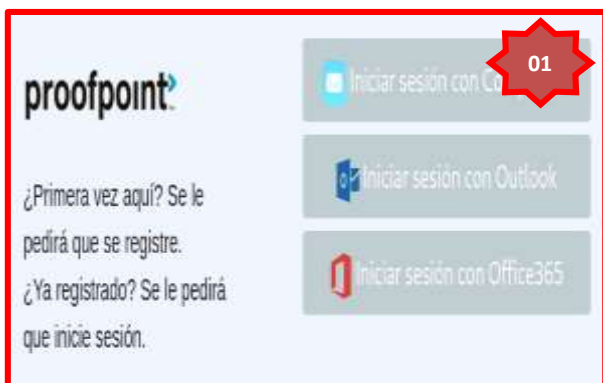 proofpoint
¿Primera vez aquí? Se le
pedirá que se registre.
¿Ya registrado? Se le pedirá
que inicie sesión.
Iniciar sesión con
01
Iniciar sesión con Outlook
Iniciar sesión con Office365